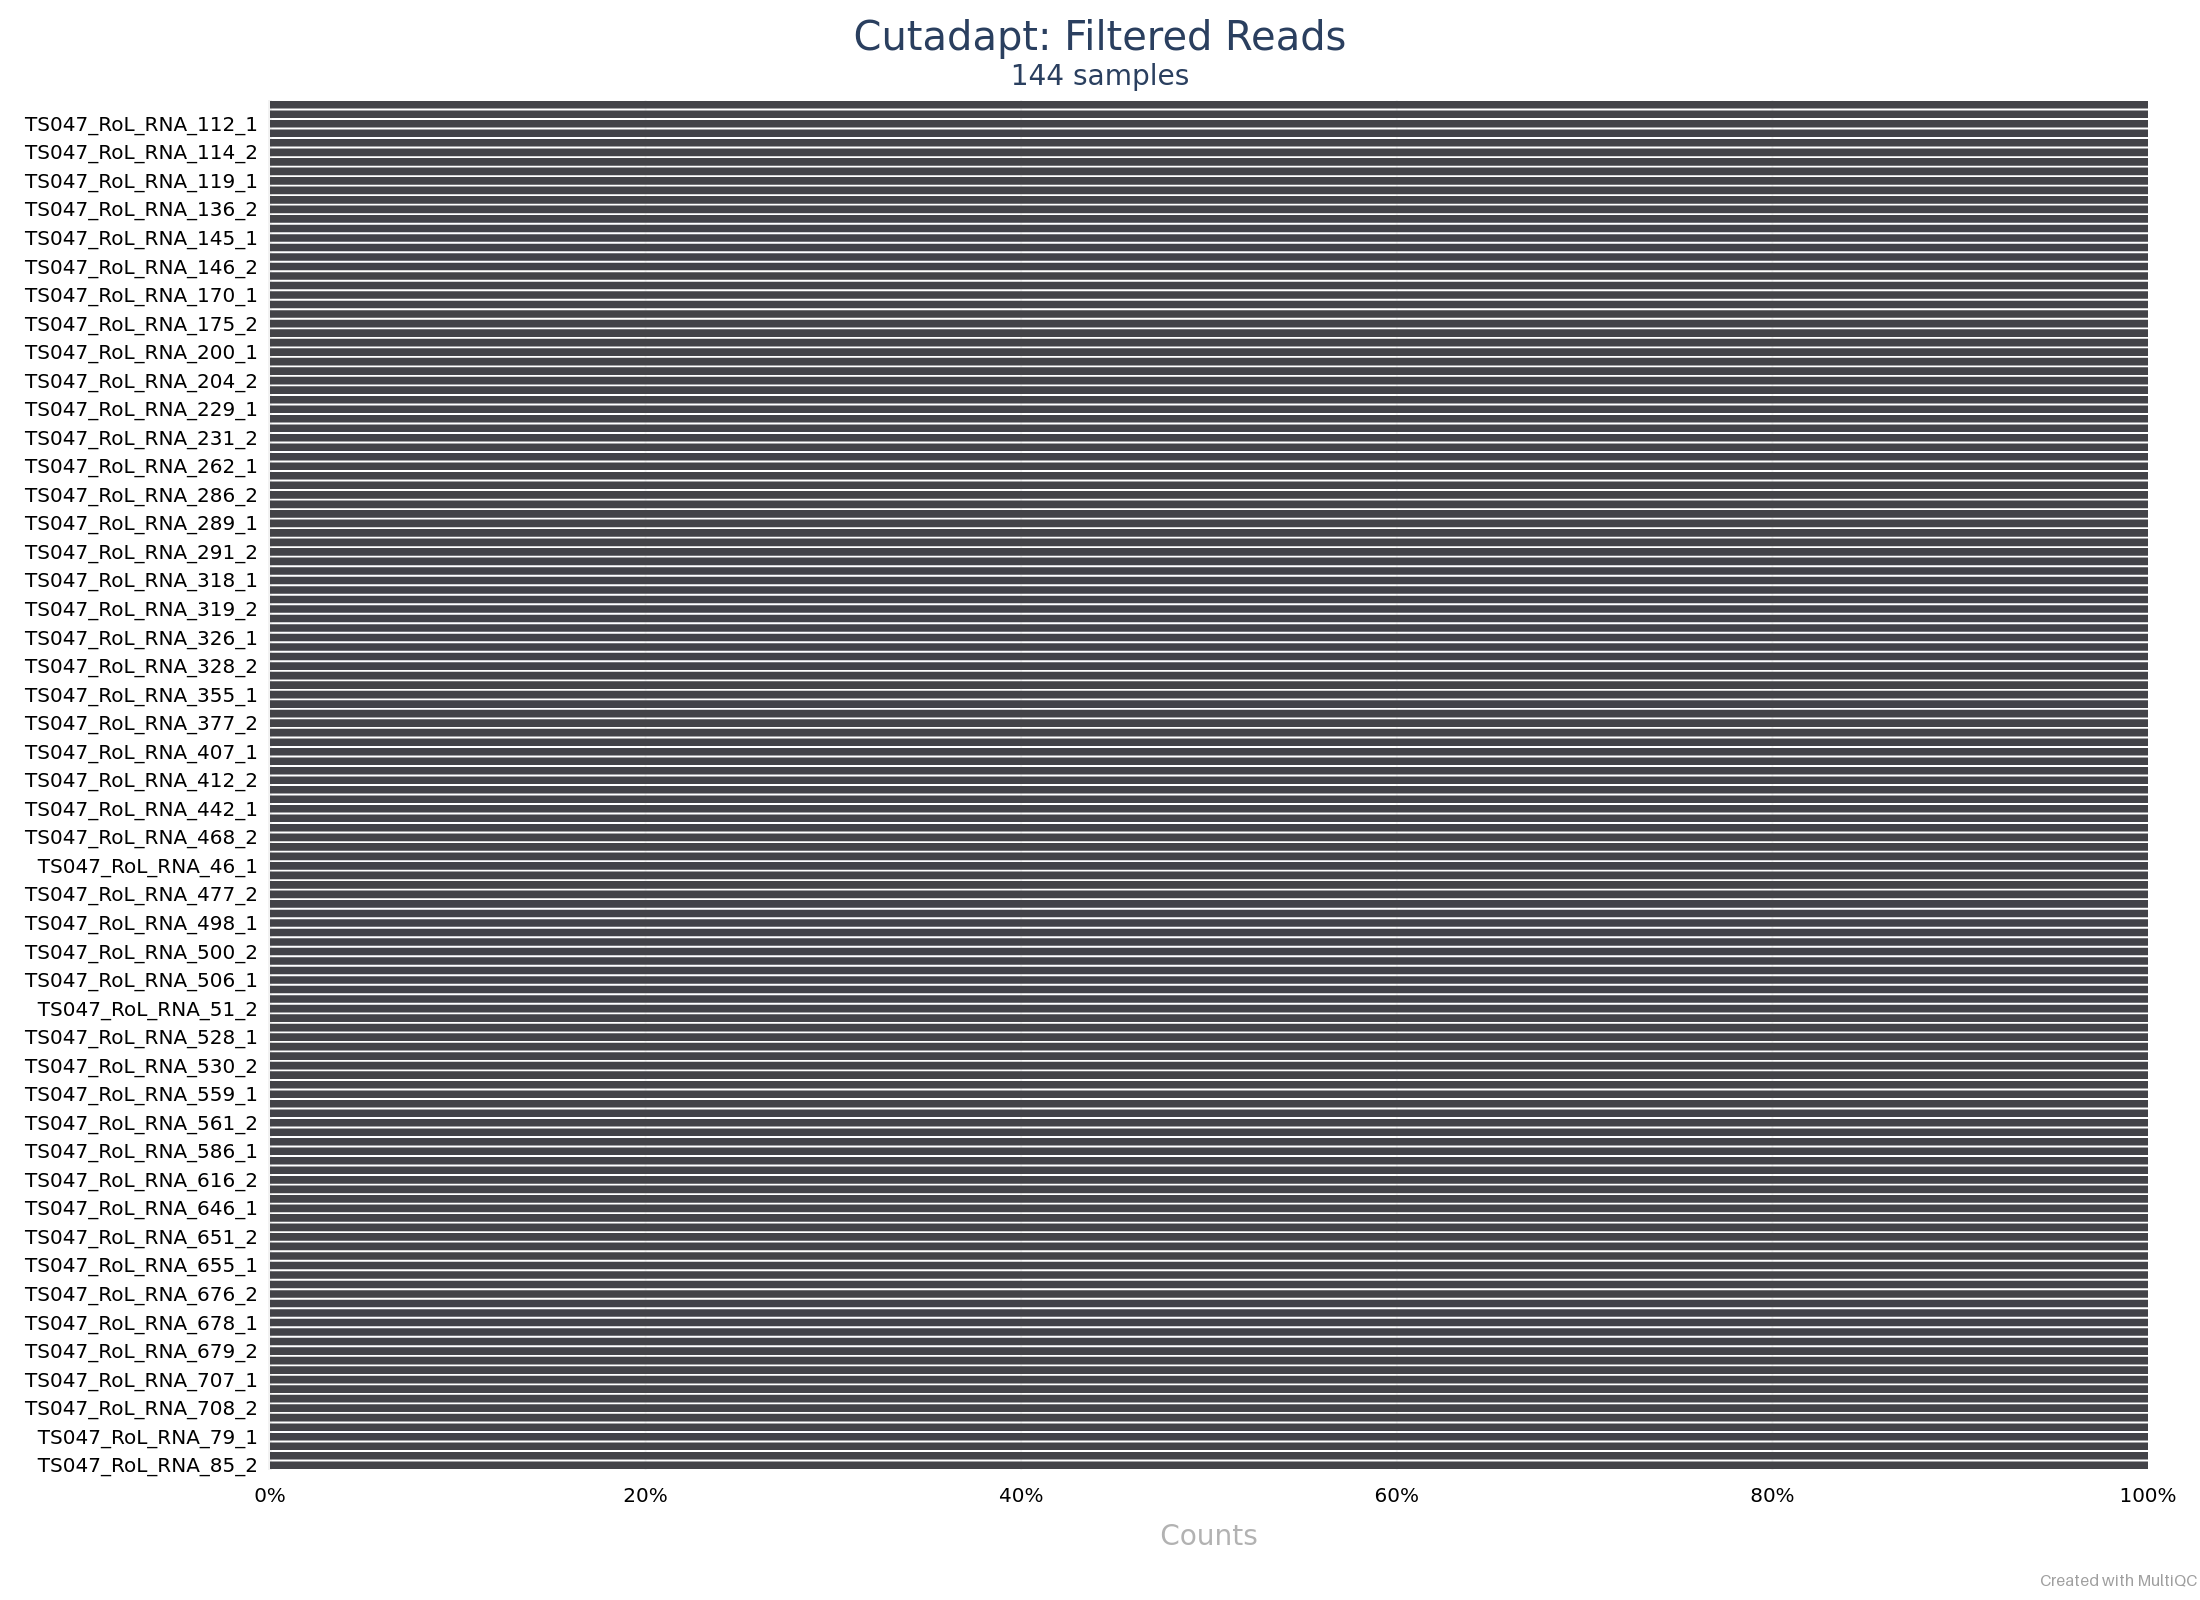 Cutadapt: Filtered Reads
144 samples
TS047_RoL_RNA_112_1
TS047_RoL_RNA_114_2
TS047_RoL_RNA_119_1
TS047_RoL_RNA_136_2
TS047_RoL_RNA_145_1
TS047_RoL_RNA_146_2
TS047_RoL_RNA_170_1
TS047_RoL_RNA_175_2
TS047_RoL_RNA_200_1
TS047_RoL_RNA_204_2
TS047_RoL_RNA_229_1
TS047_RoL_RNA_231_2
TS047_RoL_RNA_262_1
TS047_RoL_RNA_286_2
TS047_RoL_RNA_289_1
TS047_RoL_RNA_291_2
TS047_RoL_RNA_318_1
TS047_RoL_RNA_319_2
TS047_RoL_RNA_326_1
TS047_RoL_RNA_328_2
TS047_RoL_RNA_355_1
TS047_RoL_RNA_377_2
TS047_RoL_RNA_407_1
TS047_RoL_RNA_412_2
TS047_RoL_RNA_442_1
TS047_RoL_RNA_468_2
TS047_RoL_RNA_46_1
TS047_RoL_RNA_477_2
TS047_RoL_RNA_498_1
TS047_RoL_RNA_500_2
TS047_RoL_RNA_506_1
TS047_RoL_RNA_51_2
TS047_RoL_RNA_528_1
TS047_RoL_RNA_530_2
TS047_RoL_RNA_559_1
TS047_RoL_RNA_561_2
TS047_RoL_RNA_586_1
TS047_RoL_RNA_616_2
TS047_RoL_RNA_646_1
TS047_RoL_RNA_651_2
TS047_RoL_RNA_655_1
TS047_RoL_RNA_676_2
TS047_RoL_RNA_678_1
TS047_RoL_RNA_679_2
TS047_RoL_RNA_707_1
TS047_RoL_RNA_708_2
TS047_RoL_RNA_79_1
TS047_RoL_RNA_85_2
0% 20% 40% 60% 80% 100%
Counts
Created with MultiQC